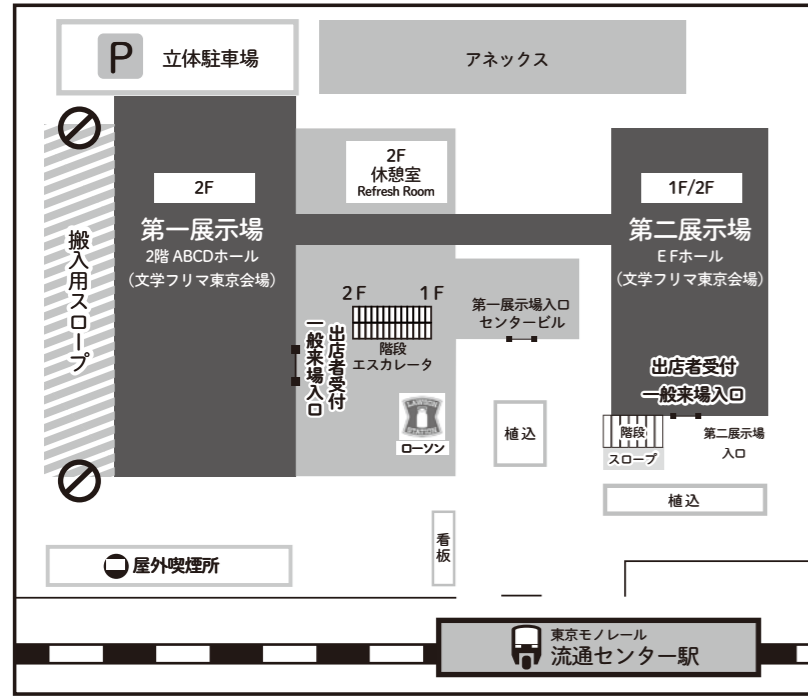 P 立体駐車場
アネックス
2F
休憩室
Refresh Room
2F
第一展示場
2階 ABCDホール
（文学フリマ東京会場）
1F/2F
第二展示場
E Fホール
（文学フリマ東京会場）
搬入用スロープ
2F 1F
階段
エスカレータ
出店者受付
一般来場入口
第一展示場入口
センタービル
LAWSON
STATION
ローソン
植込
出店者受付
一般来場入口
階段
スロープ
第二展示場
入口
植込
看板
屋外喫煙所
東京モノレール
流通センター駅